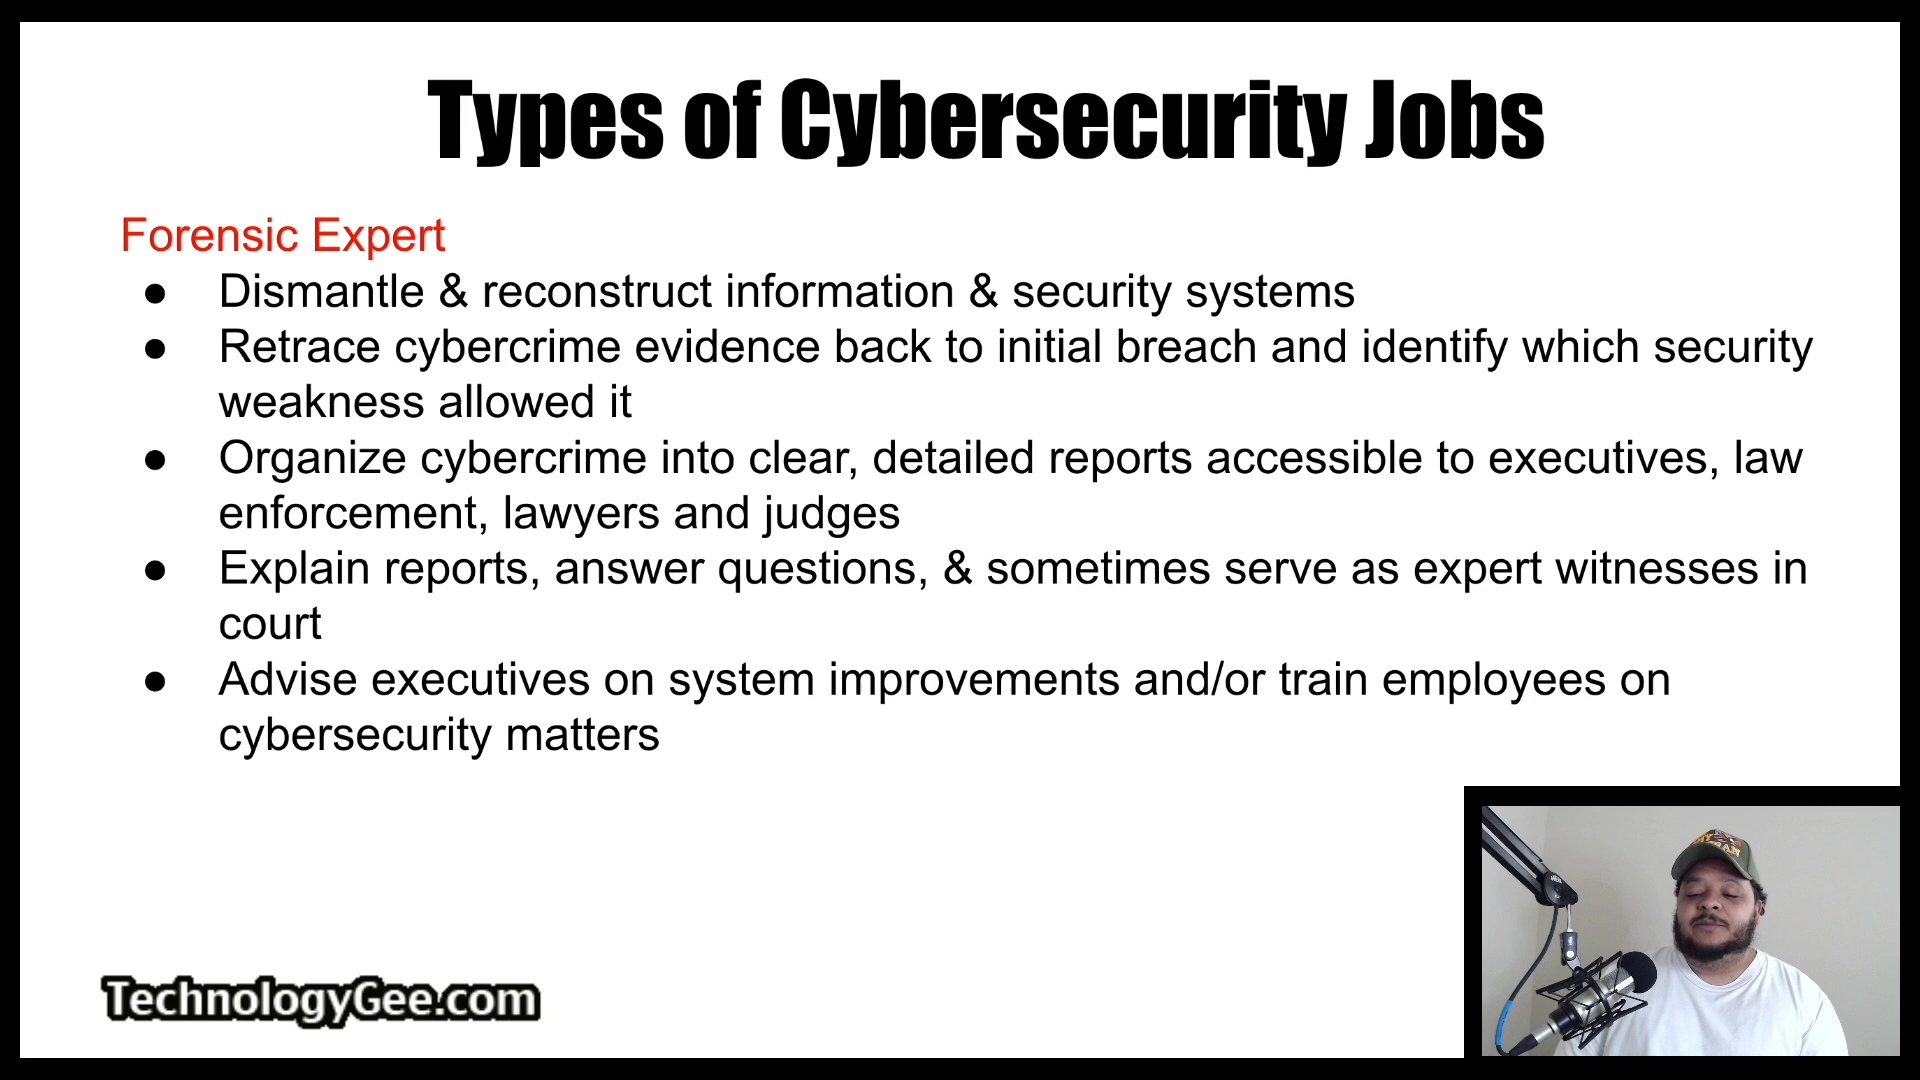 Types of Cybersecurity Jobs
Forensic Expert
● Dismantle & reconstruct information & security systems
● Retrace cybercrime evidence back to initial breach and identify which security
weakness allowed it
● Organize cybercrime into clear, detailed reports accessible to executives, law
enforcement, lawyers and judges
● Explain reports, answer questions, & sometimes serve as expert witnesses in
court
● Advise executives on system improvements and/or train employees on
cybersecurity matters
TechnologyGee.com